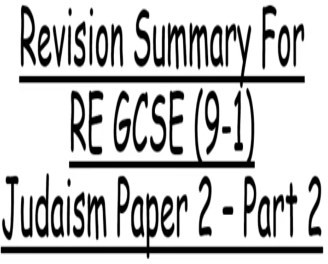 Revision Summary For
RE GCSE (9-1)
Judaism Paper 2 - Part 2